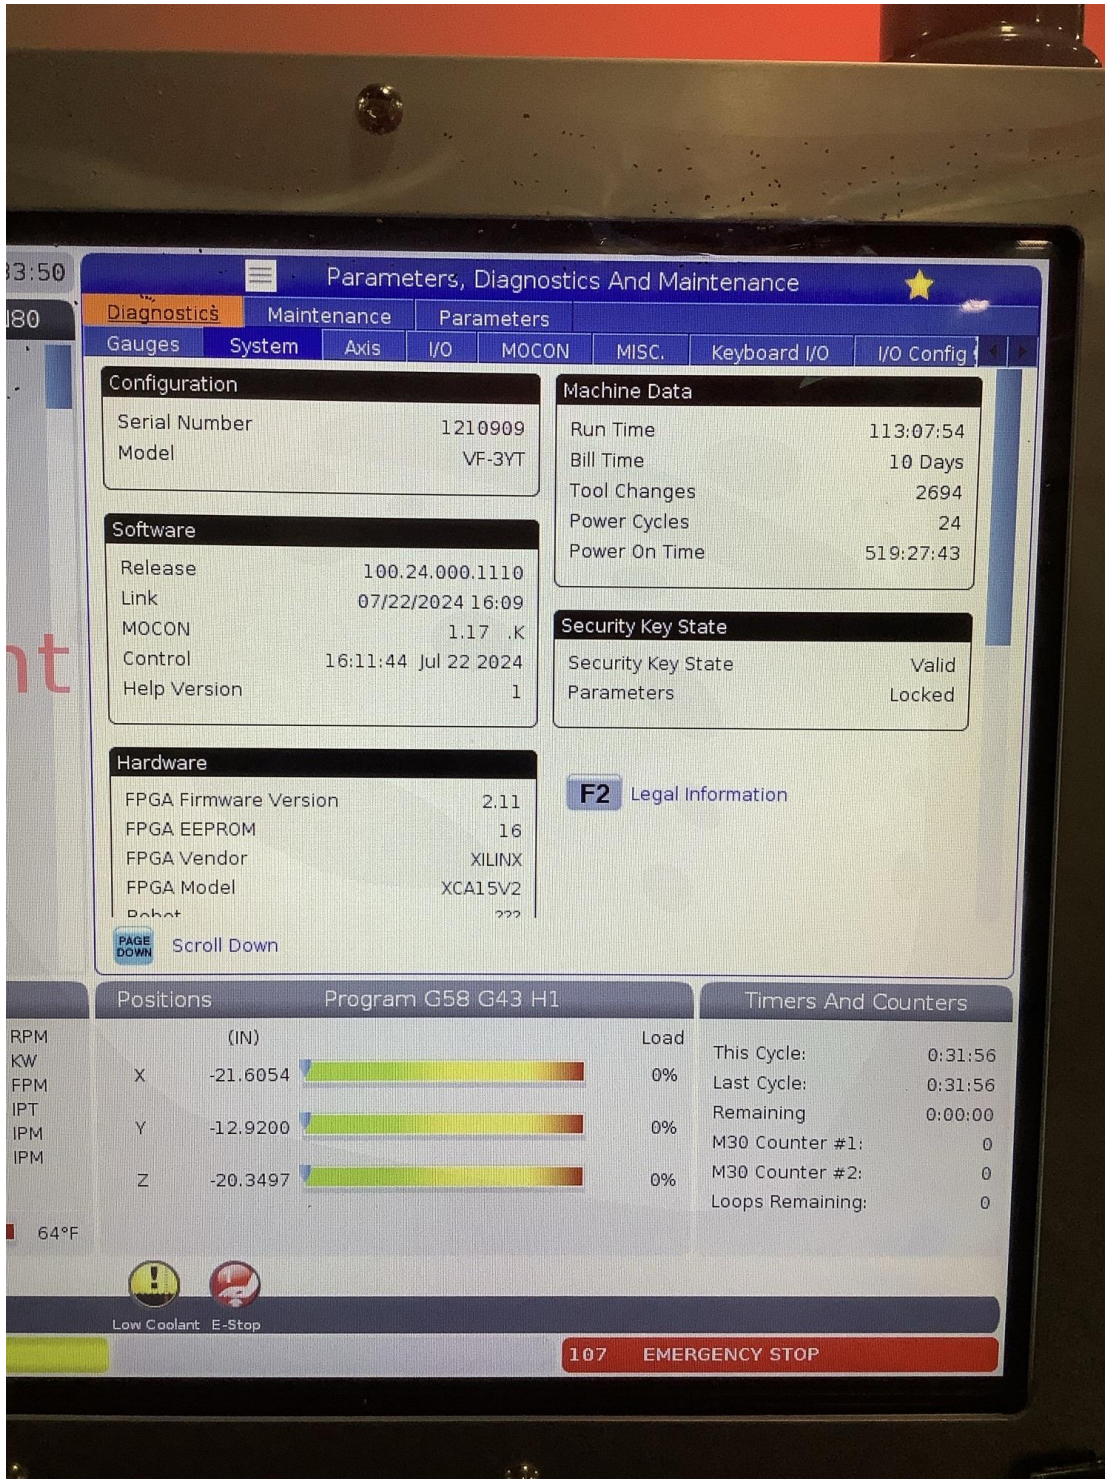 33:50
Parameters, Diagnostics And Maintenance
Diagnostics Maintenance Parameters
Gauges System Axis I/O MOCON MISC. Keyboard I/O I/O Config
Configuration
Serial Number 1210909
Model VF-3YT
Software
Release 100.24.000.1110
Link 07/22/2024 16:09
MOCON 1.17 .K
Control 16:11:44 Jul 22 2024
Help Version 1
Hardware
FPGA Firmware Version 2.11
FPGA EEPROM 16
FPGA Vendor XILINX
FPGA Model XCA15V2
Robot ???
Machine Data
Run Time 113:07:54
Bill Time 10 Days
Tool Changes 2694
Power Cycles 24
Power On Time 519:27:43
Security Key State
Security Key State Valid
Parameters Locked
F2 Legal Information
PAGE DOWN Scroll Down
nt
RPM
KW
FPM
IPT
IPM
IPM
64°F
Positions Program G58 G43 H1
(IN) Load
X -21.6054 0%
Y -12.9200 0%
Z -20.3497 0%
Timers And Counters
This Cycle: 0:31:56
Last Cycle: 0:31:56
Remaining 0:00:00
M30 Counter #1: 0
M30 Counter #2: 0
Loops Remaining: 0
Low Coolant E-Stop
107 EMERGENCY STOP